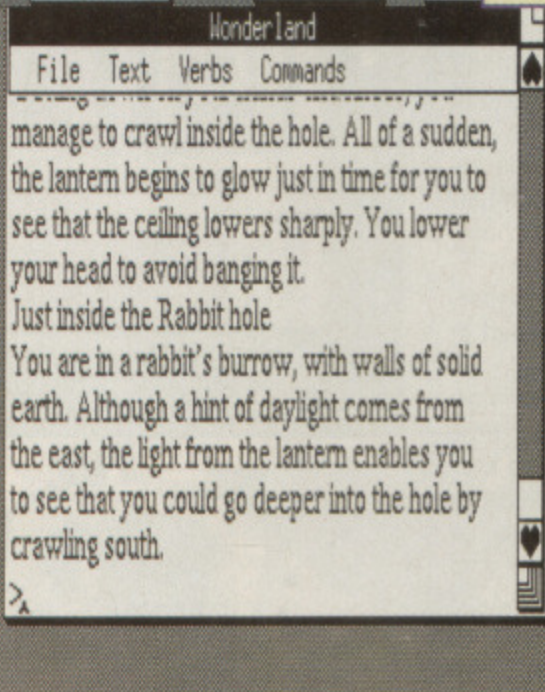 Wonderland
File Text Verbs Commands
manage to crawl inside the hole. All of a sudden,
the lantern begins to glow just in time for you to
see that the ceiling lowers sharply. You lower
your head to avoid banging it.
Just inside the Rabbit hole
You are in a rabbit's burrow, with walls of solid
earth. Although a hint of daylight comes from
the east, the light from the lantern enables you
to see that you could go deeper into the hole by
crawling south.
>